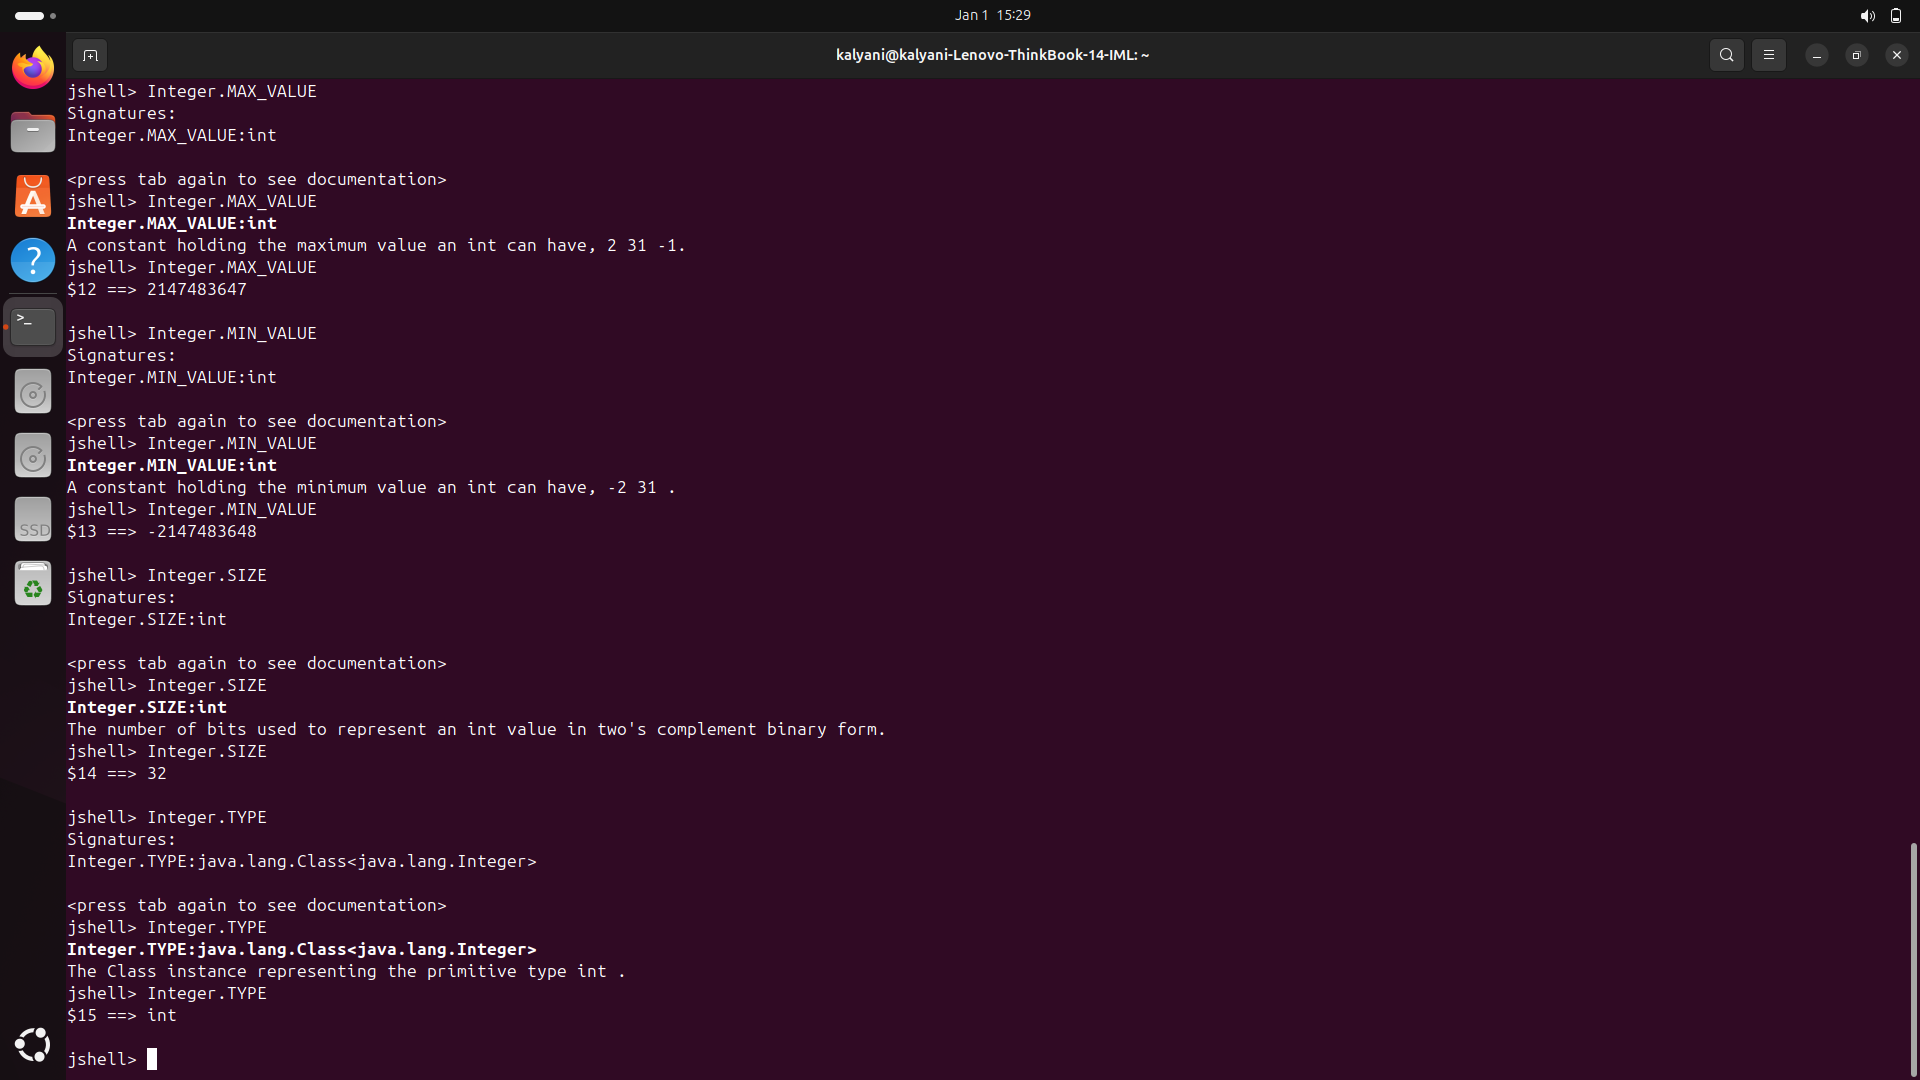 Jan 1 15:29
kalyani@kalyani-Lenovo-ThinkBook-14-IML: ~
jshell> Integer.MAX_VALUE
Signatures:
Integer.MAX_VALUE:int

<press tab again to see documentation>
jshell> Integer.MAX_VALUE
Integer.MAX_VALUE:int
A constant holding the maximum value an int can have, 2 31 -1.
jshell> Integer.MAX_VALUE
$12 ==> 2147483647

jshell> Integer.MIN_VALUE
Signatures:
Integer.MIN_VALUE:int

<press tab again to see documentation>
jshell> Integer.MIN_VALUE
Integer.MIN_VALUE:int
A constant holding the minimum value an int can have, -2 31 .
jshell> Integer.MIN_VALUE
$13 ==> -2147483648

jshell> Integer.SIZE
Signatures:
Integer.SIZE:int

<press tab again to see documentation>
jshell> Integer.SIZE
Integer.SIZE:int
The number of bits used to represent an int value in two's complement binary form.
jshell> Integer.SIZE
$14 ==> 32

jshell> Integer.TYPE
Signatures:
Integer.TYPE:java.lang.Class<java.lang.Integer>

<press tab again to see documentation>
jshell> Integer.TYPE
Integer.TYPE:java.lang.Class<java.lang.Integer>
The Class instance representing the primitive type int .
jshell> Integer.TYPE
$15 ==> int

jshell>
SSD